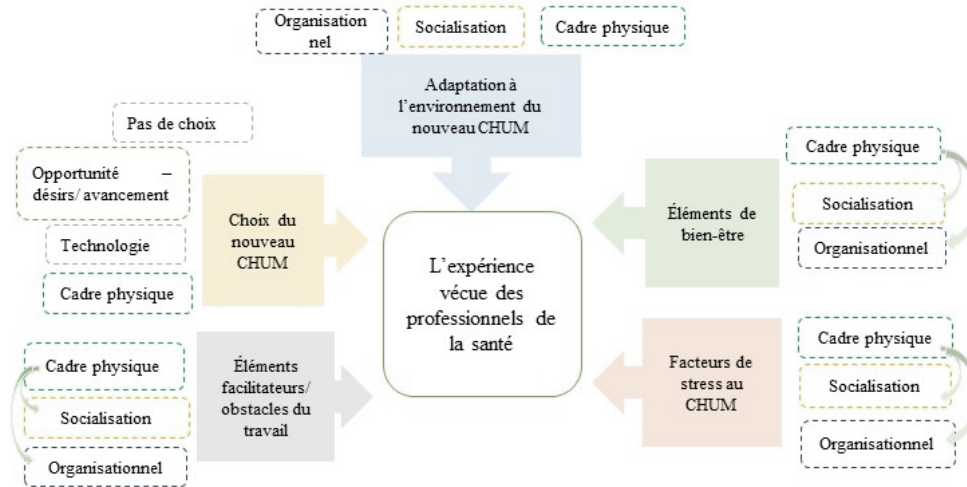 Organisation
nel
Socialisation
Cadre physique
Adaptation à
l’environnement du
nouveau CHUM
Pas de choix
Opportunité –
désirs/ avancement
Technologie
Cadre physique
Choix du
nouveau
CHUM
Cadre physique
Socialisation
Organisationnel
Éléments
facilitateurs/
obstacles du
travail
L’expérience
vécue des
professionnels de
la santé
Éléments de
bien-être
Cadre physique
Socialisation
Organisationnel
Facteurs de
stress au
CHUM
Cadre physique
Socialisation
Organisationnel